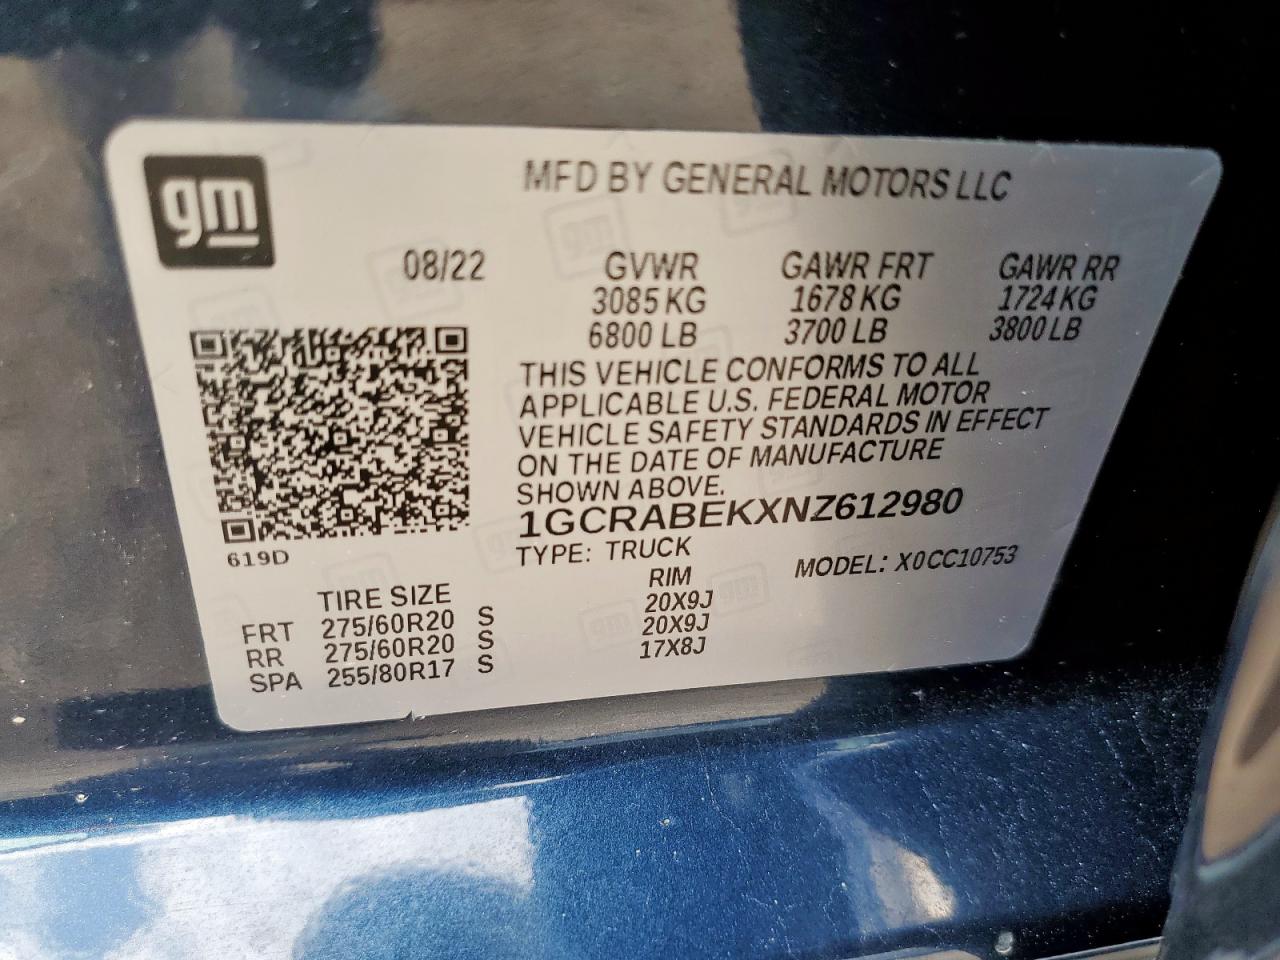 gm
MFD BY GENERAL MOTORS LLC
08/22
GVWR GAWR FRT GAWR RR
3085 KG 1678 KG 1724 KG
6800 LB 3700 LB 3800 LB
THIS VEHICLE CONFORMS TO ALL
APPLICABLE U.S. FEDERAL MOTOR
VEHICLE SAFETY STANDARDS IN EFFECT
ON THE DATE OF MANUFACTURE
SHOWN ABOVE.
1GCRABEKXNZ612980
619D
TYPE: TRUCK MODEL: X0CC10753
TIRE SIZE RIM
FRT 275/60R20 S 20X9J
RR 275/60R20 S 20X9J
SPA 255/80R17 S 17X8J